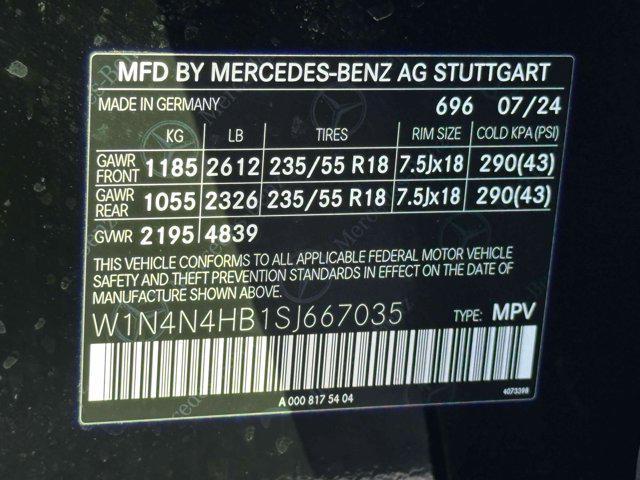 MFD BY MERCEDES-BENZ AG STUTTGART
MADE IN GERMANY 696 07/24
KG LB TIRES RIM SIZE COLD KPA(PSI)
GAWR FRONT 1185 2612 235/55 R18 7.5Jx18 290(43)
GAWR REAR 1055 2326 235/55 R18 7.5Jx18 290(43)
GVWR 2195 4839
THIS VEHICLE CONFORMS TO ALL APPLICABLE FEDERAL MOTOR VEHICLE
SAFETY AND THEFT PREVENTION STANDARDS IN EFFECT ON THE DATE OF
MANUFACTURE SHOWN ABOVE.
W1N4N4HB1SJ667035 TYPE: MPV
A 000 817 54 04 4073398